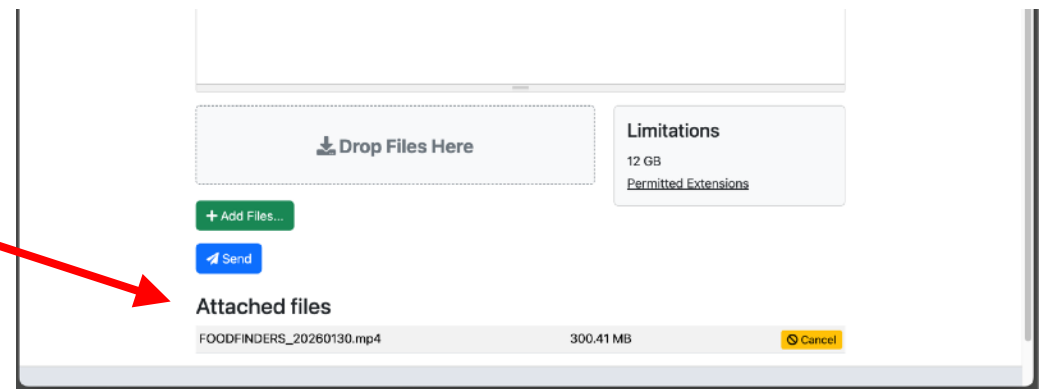 Drop Files Here
Limitations
12 GB
Permitted Extensions
+ Add Files...
Send
Attached files
FOODFINDERS_20260130.mp4 300.41 MB Cancel